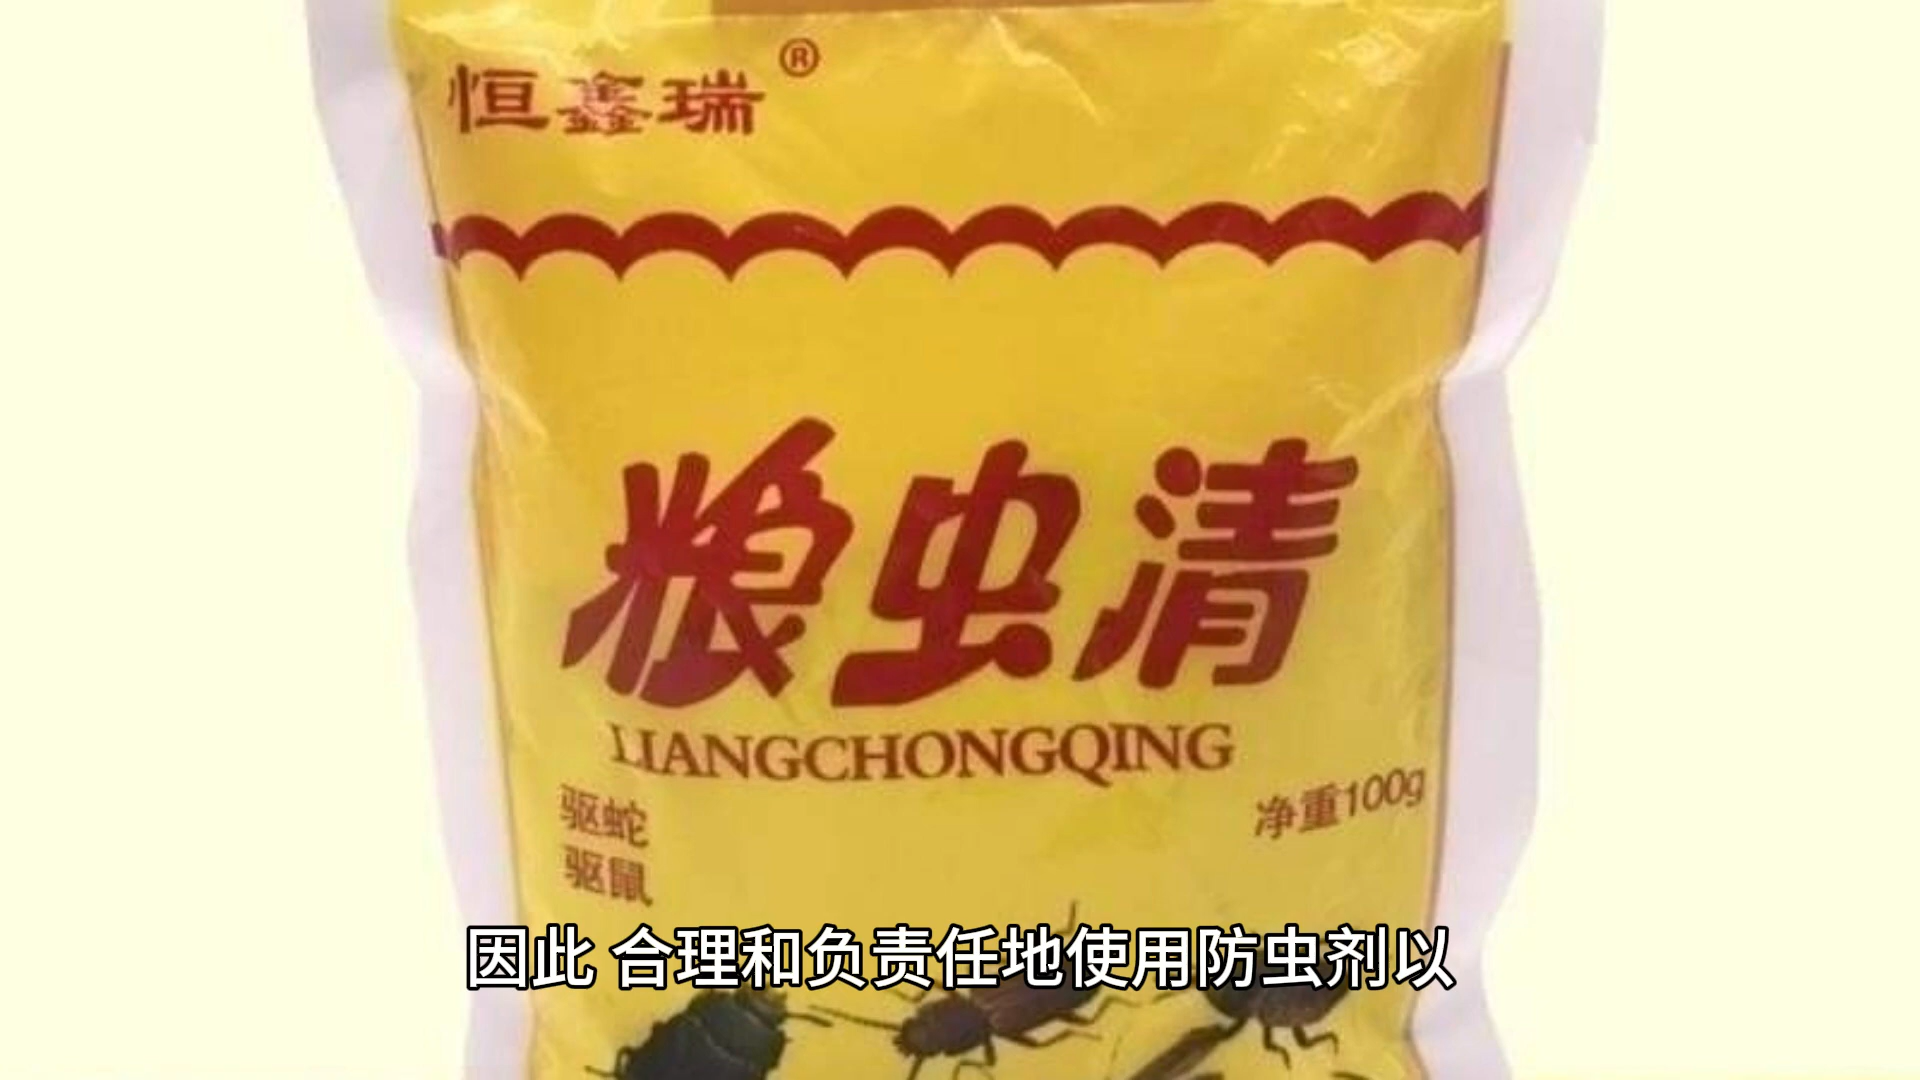 恒鑫瑞®
粮虫清
LIANGCHONGQING
驱蛇
驱鼠
净重100g
因此 合理和负责任地使用防虫剂以